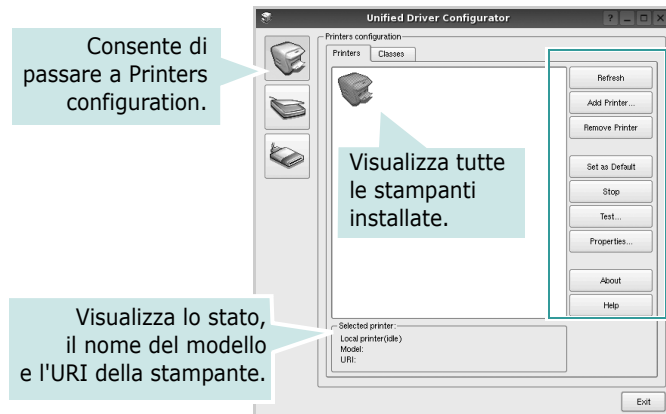 Unified Driver Configurator
Consente di
passare a Printers
configuration.
Printers configuration
Printers
Classes
Refresh
Add Printer...
Remove Printer
Set as Default
Stop
Test...
Properties...
About
Help
Visualizza tutte
le stampanti
installate.
Visualizza lo stato,
il nome del modello
e l'URI della stampante.
Selected printer:
Local printer(idle)
Model:
URI:
Exit